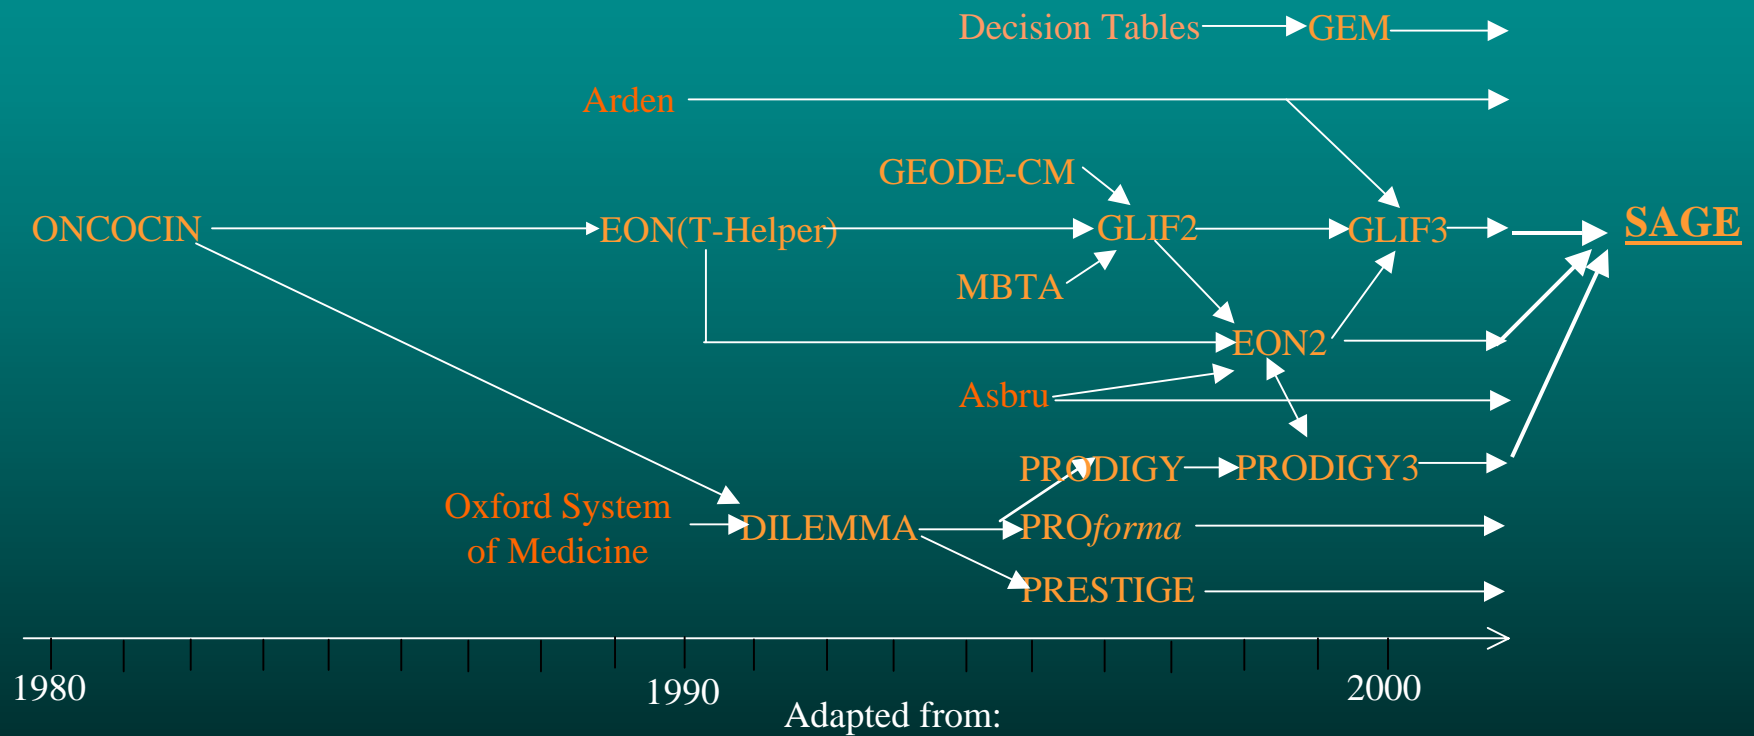 Decision Tables GEM
Arden
GEODE-CM
ONCOCIN EON(T-Helper) GLIF2 GLIF3 SAGE
MBTA
EON2
Asbru
PRODIGY PRODIGY3
Oxford System
of Medicine
DILEMMA PROforma
PRESTIGE
1980 1990 2000
Adapted from: